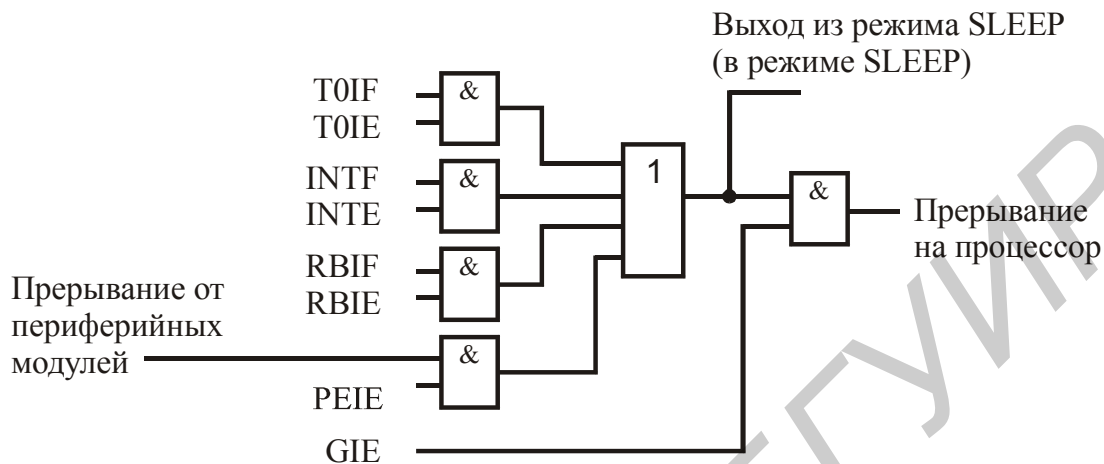 Выход из режима SLEEP
(в режиме SLEEP)
T0IF
T0IE
&
INTF
INTE
&
1
&
Прерывание
на процессор
RBIF
RBIE
&
Прерывание от
периферийных
модулей
&
PEIE
GIE
ГУИР